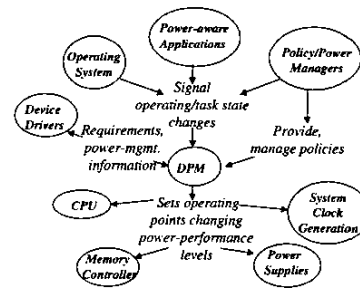 Power-aware
Applications
Operating
System
Policy/Power
Managers
Signal
operating/task state
changes
Device
Drivers
Requirements,
power-mgmt.
information
Provide,
manage policies
DPM
CPU
Sets operating
points changing
power-performance
levels
System
Clock
Generation
Memory
Controller
Power
Supplies